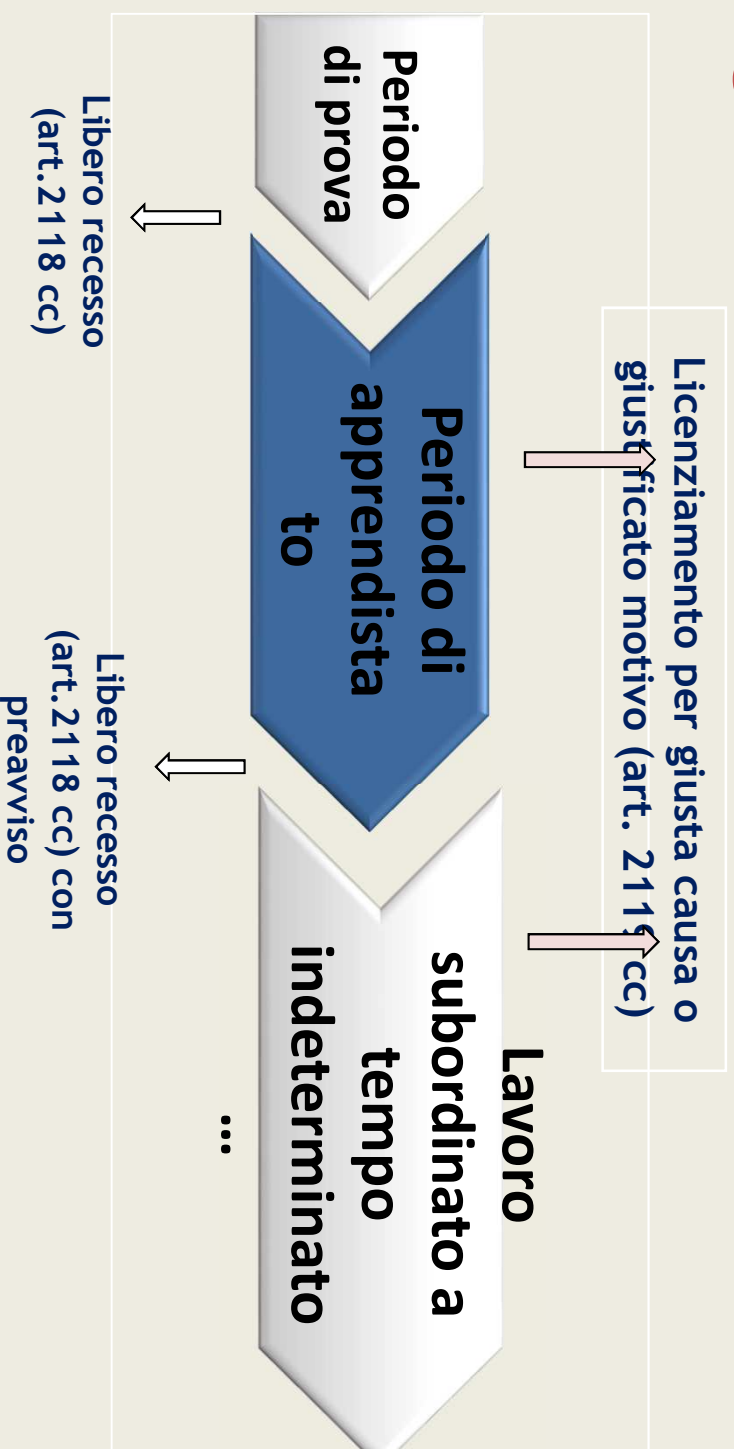 Licenziamento per giusta causa o
giustificato motivo (art. 2119 cc)
Periodo
di prova
Periodo di
apprendista
to
Lavoro
subordinato a
tempo
indeterminato
...
Libero recesso
(art.2118 cc)
Libero recesso
(art.2118 cc) con
preavviso